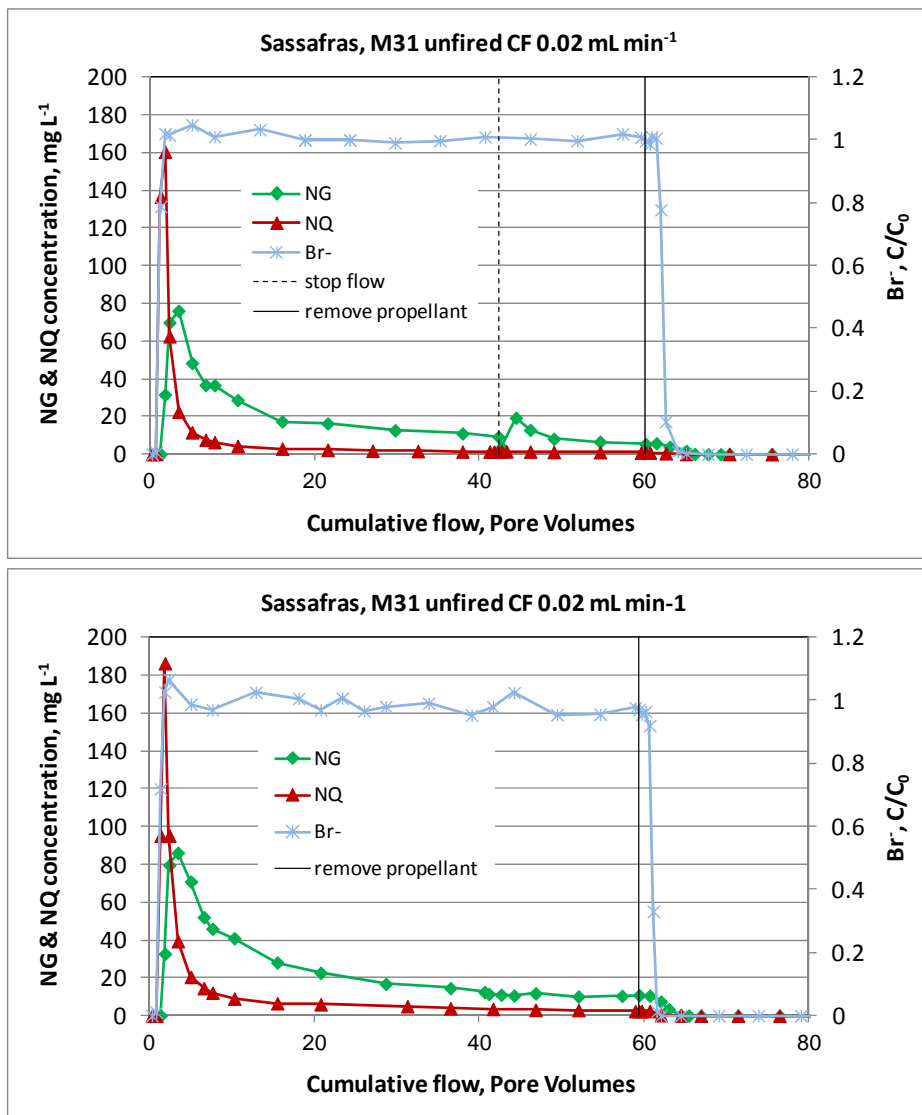 Sassafras, M31 unfired CF 0.02 mL min⁻¹
200
180
160
140
120
100
80
60
40
20
0
NG & NQ concentration, mg L⁻¹
NG
NQ
Br-
stop flow
remove propellant
1.2
1
0.8
0.6
0.4
0.2
0
Br⁻, C/C₀
0 20 40 60 80
Cumulative flow, Pore Volumes
Sassafras, M31 unfired CF 0.02 mL min-1
200
180
160
140
120
100
80
60
40
20
0
NG & NQ concentration, mg L⁻¹
NG
NQ
Br-
remove propellant
1.2
1
0.8
0.6
0.4
0.2
0
Br⁻, C/C₀
0 20 40 60 80
Cumulative flow, Pore Volumes